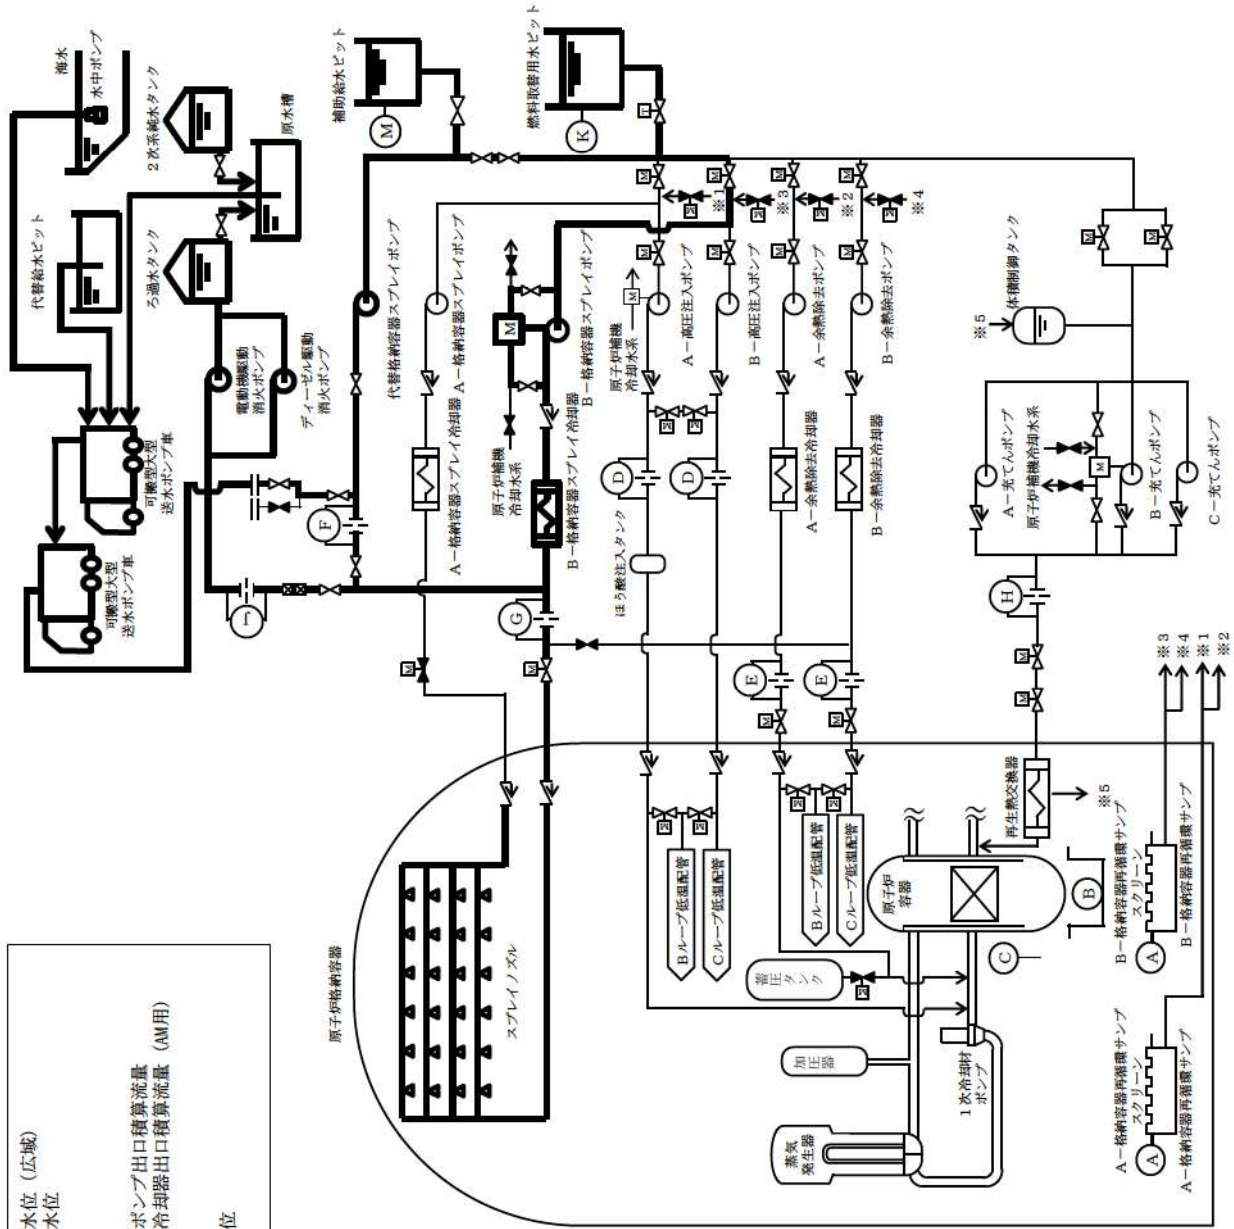 海水
水中ポンプ
2次系純水タンク
原水槽
代替給水ピット
ろ過水タンク
可搬型大型
送水ポンプ車
可搬型大型
送水ポンプ車
電動機駆動
消火ポンプ
ディーゼル駆動
消火ポンプ
補助給水ピット
M
燃料取替用水ピット
K
F
J
G
代替格納容器スプレイポンプ
A-格納容器スプレイポンプ
A-格納容器スプレイ冷却器
原子炉補機
冷却水系
M
B-格納容器スプレイポンプ
B-格納容器スプレイ冷却器
原子炉補機
冷却水系
A-高圧注入ポンプ
B-高圧注入ポンプ
A-余熱除去ポンプ
B-余熱除去ポンプ
※1
※3
※2
※4
D
D
ほう酸注入タンク
A-余熱除去冷却器
B-余熱除去冷却器
E
E
※5
体積制御タンク
A-充てんポンプ
原子炉補機冷却水系
B-充てんポンプ
C-充てんポンプ
H
再生熱交換器
※5
原子炉格納容器
スプレイノズル
Bループ低温配管
Cループ低温配管
Bループ低温配管
Cループ低温配管
蓄圧
タンク
加圧器
蒸気
発生器
1次冷却材
ポンプ
原子炉
容器
C
B
A-格納容器再循環サンプ
スクリーン
A
A-格納容器再循環サンプ
B-格納容器再循環サンプ
スクリーン
A
B-格納容器再循環サンプ
※3
※4
※1
※2
水位（広域）
水位
ポンプ出口積算流量
冷却器出口積算流量（AM用）
位